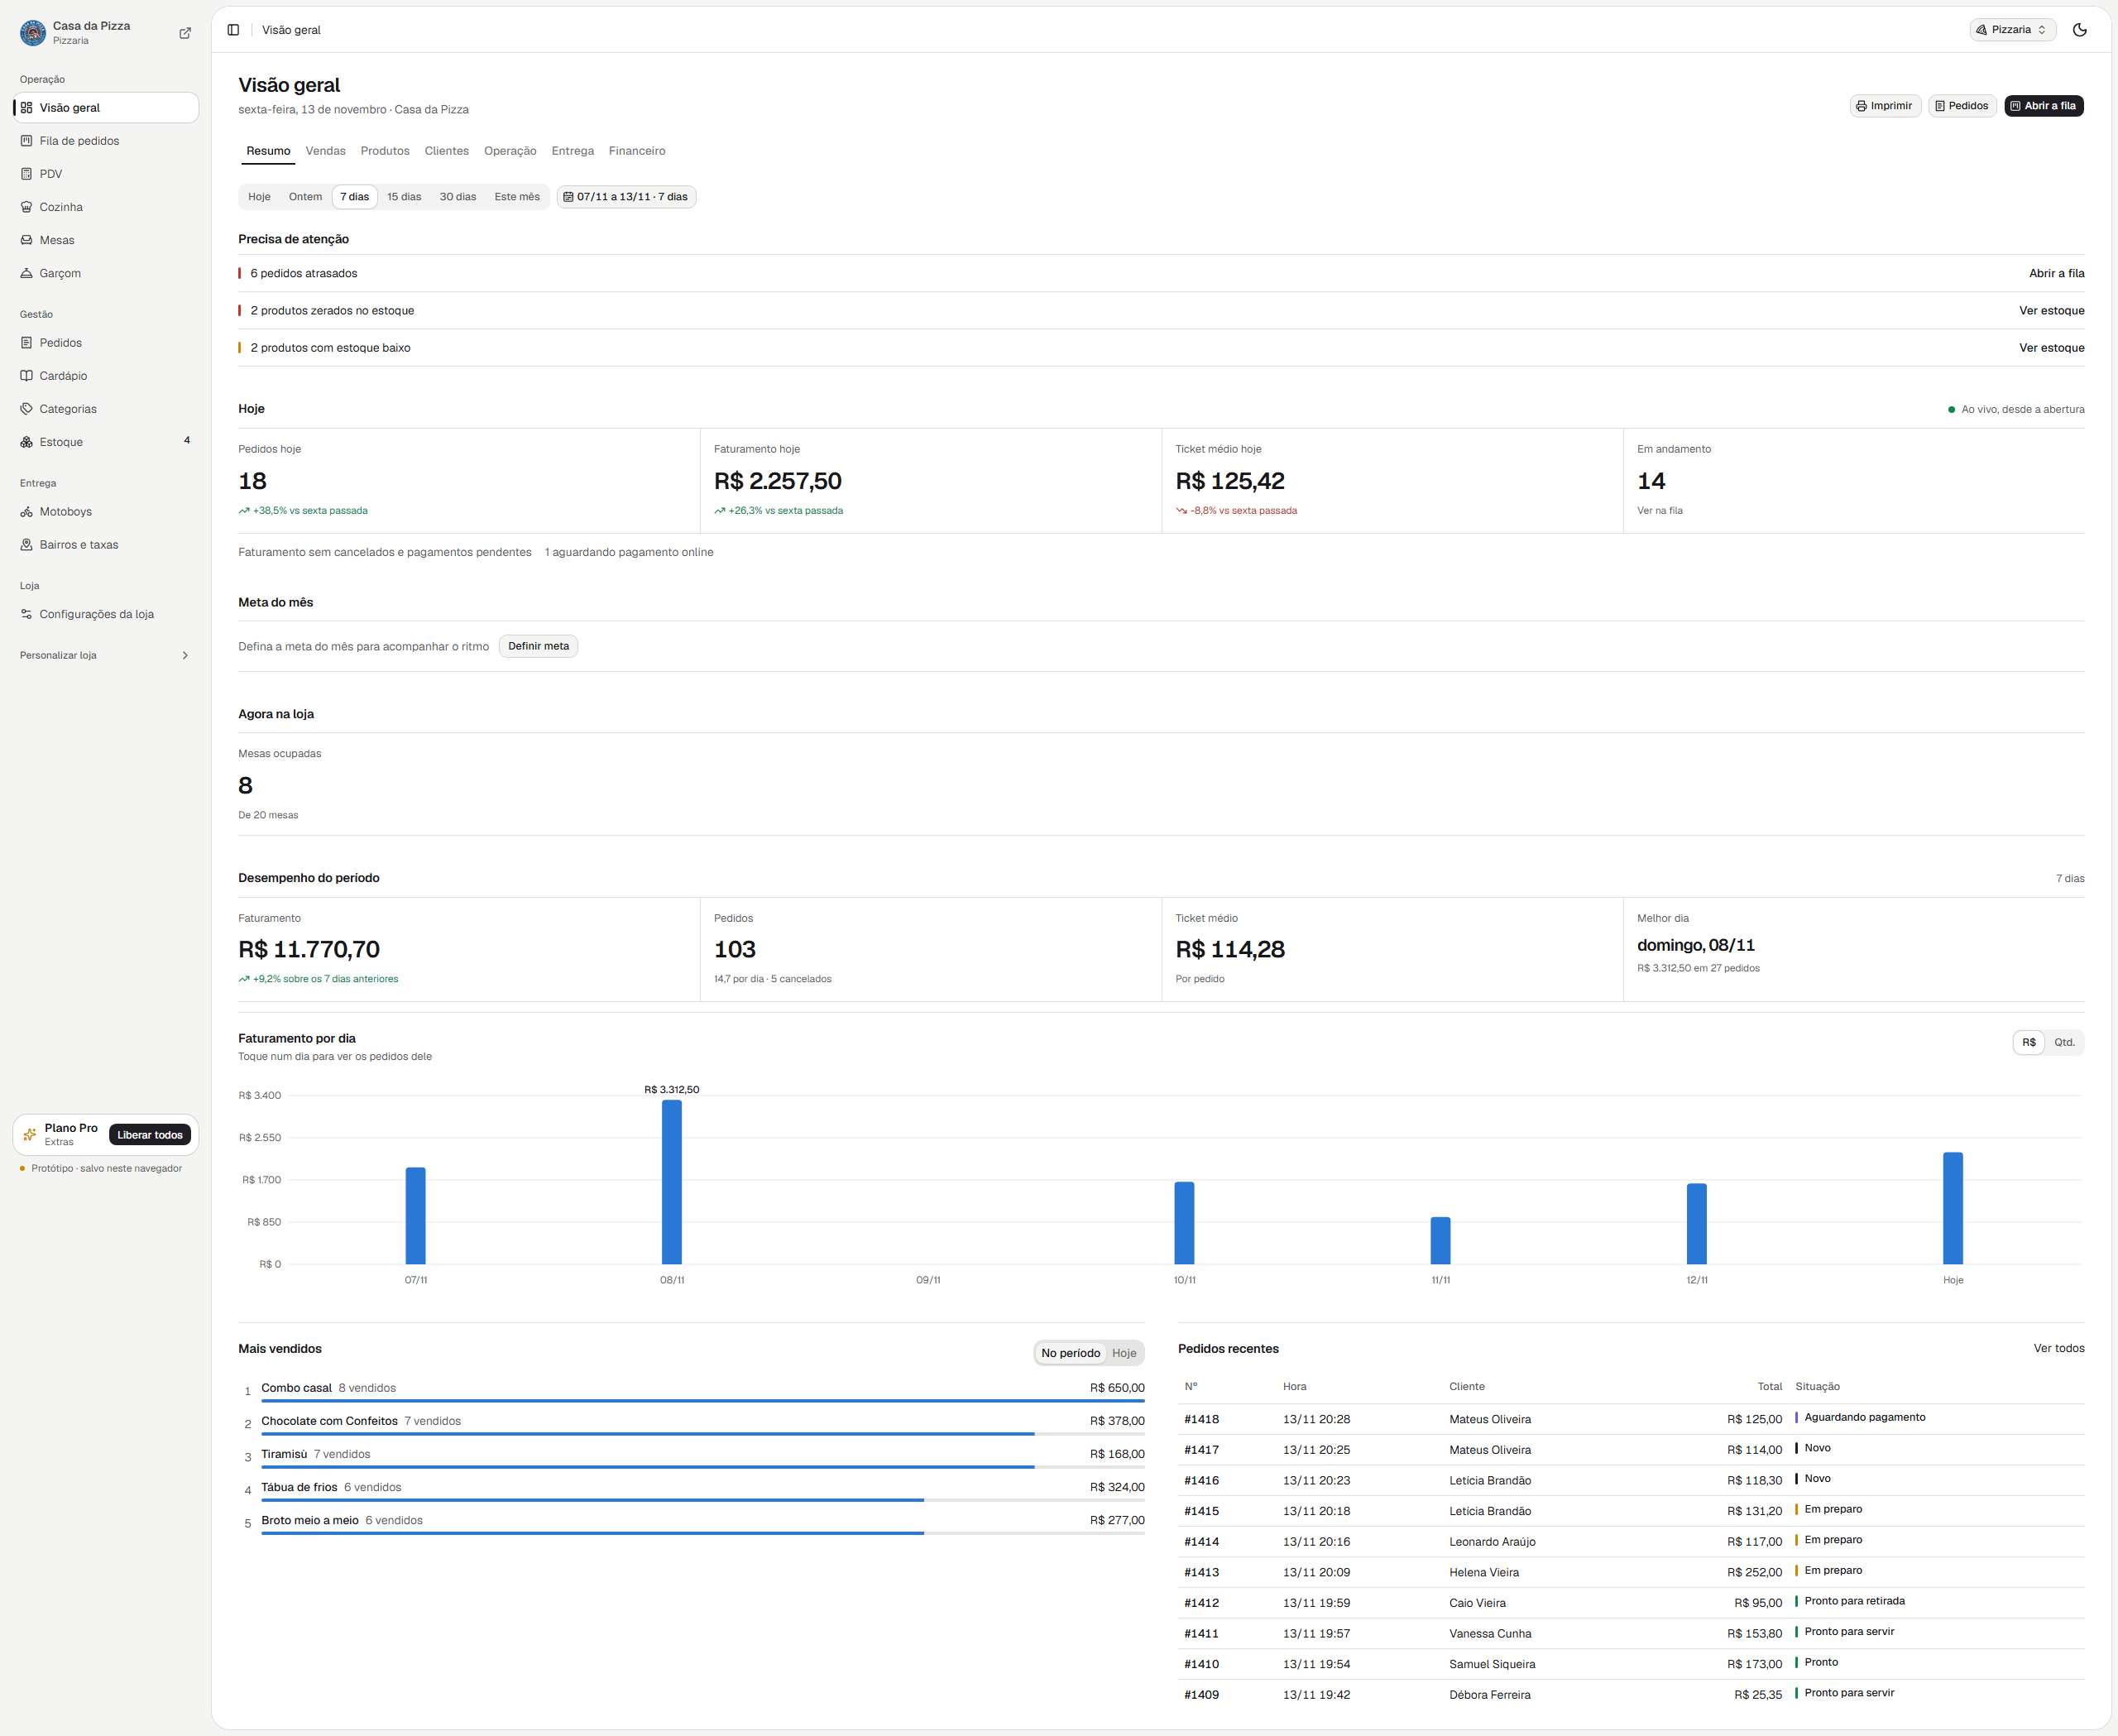 Casa da Pizza
Pizzaria
Operação
Visão geral
Fila de pedidos
PDV
Cozinha
Mesas
Garçom
Gestão
Pedidos
Cardápio
Categorias
Estoque 4
Entrega
Motoboys
Bairros e taxas
Loja
Configurações da loja
Personalizar loja
Plano Pro
Extras
Liberar todos
Protótipo · salvo neste navegador
Visão geral
Pizzaria
Visão geral
sexta-feira, 13 de novembro · Casa da Pizza
Imprimir Pedidos Abrir a fila
Resumo Vendas Produtos Clientes Operação Entrega Financeiro
Hoje Ontem 7 dias 15 dias 30 dias Este mês 07/11 a 13/11 · 7 dias
Precisa de atenção
6 pedidos atrasados Abrir a fila
2 produtos zerados no estoque Ver estoque
2 produtos com estoque baixo Ver estoque
Hoje Ao vivo, desde a abertura
Pedidos hoje
18
+38,5% vs sexta passada
Faturamento hoje
R$ 2.257,50
+26,3% vs sexta passada
Ticket médio hoje
R$ 125,42
-8,8% vs sexta passada
Em andamento
14
Ver na fila
Faturamento sem cancelados e pagamentos pendentes 1 aguardando pagamento online
Meta do mês
Defina a meta do mês para acompanhar o ritmo Definir meta
Agora na loja
Mesas ocupadas
8
De 20 mesas
Desempenho do período 7 dias
Faturamento
R$ 11.770,70
+9,2% sobre os 7 dias anteriores
Pedidos
103
14,7 por dia · 5 cancelados
Ticket médio
R$ 114,28
Por pedido
Melhor dia
domingo, 08/11
R$ 3.312,50 em 27 pedidos
Faturamento por dia
Toque num dia para ver os pedidos dele
R$ Qtd.
R$ 3.312,50
R$ 3.400
R$ 2.550
R$ 1.700
R$ 850
R$ 0
07/11 08/11 09/11 10/11 11/11 12/11 Hoje
Mais vendidos No período Hoje
1 Combo casal 8 vendidos R$ 650,00
2 Chocolate com Confeitos 7 vendidos R$ 378,00
3 Tiramisù 7 vendidos R$ 168,00
4 Tábua de frios 6 vendidos R$ 324,00
5 Broto meio a meio 6 vendidos R$ 277,00
Pedidos recentes Ver todos
Nº Hora Cliente Total Situação
#1418 13/11 20:28 Mateus Oliveira R$ 125,00 Aguardando pagamento
#1417 13/11 20:25 Mateus Oliveira R$ 114,00 Novo
#1416 13/11 20:23 Letícia Brandão R$ 118,30 Novo
#1415 13/11 20:18 Letícia Brandão R$ 131,20 Em preparo
#1414 13/11 20:16 Leonardo Araújo R$ 117,00 Em preparo
#1413 13/11 20:09 Helena Vieira R$ 252,00 Em preparo
#1412 13/11 19:59 Caio Vieira R$ 95,00 Pronto para retirada
#1411 13/11 19:57 Vanessa Cunha R$ 153,80 Pronto para servir
#1410 13/11 19:54 Samuel Siqueira R$ 173,00 Pronto
#1409 13/11 19:42 Débora Ferreira R$ 25,35 Pronto para servir